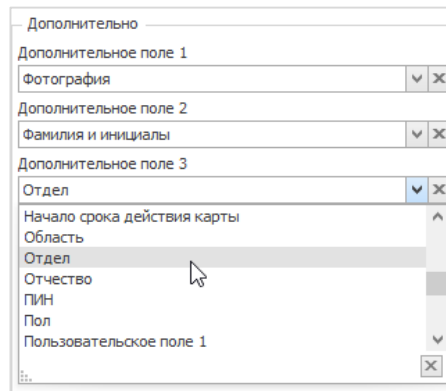 Дополнительно
Дополнительное поле 1
Фотография
Дополнительное поле 2
Фамилия и инициалы
Дополнительное поле 3
Отдел
Начало срока действия карты
Область
Отдел
Отчество
ПИН
Пол
Пользовательское поле 1